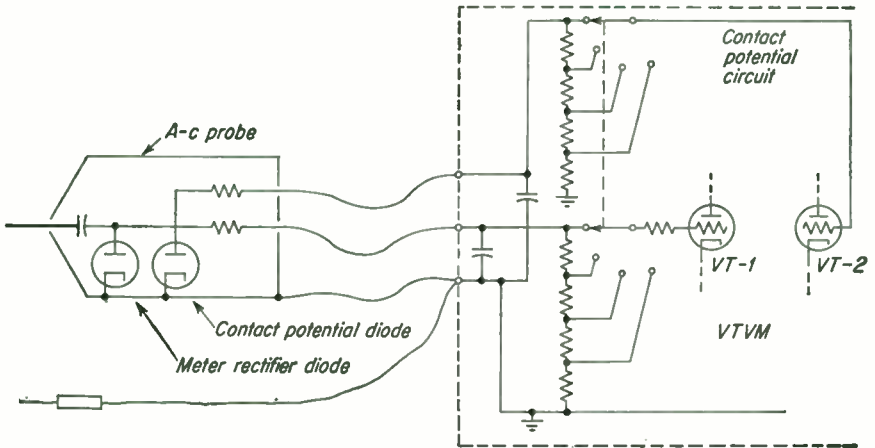 Contact
potential
circuit
A-c probe
VT-1
VT-2
Contact potential diode
VTVM
Meter rectifier diode